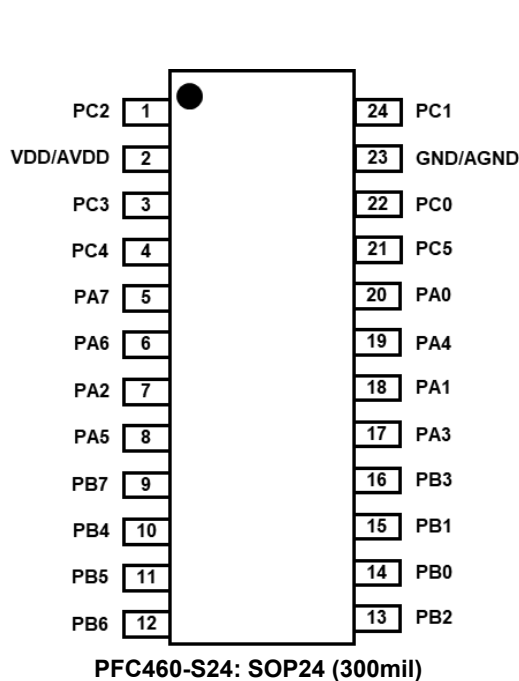 PC2 1 24 PC1
VDD/AVDD 2 23 GND/AGND
PC3 3 22 PC0
PC4 4 21 PC5
PA7 5 20 PA0
PA6 6 19 PA4
PA2 7 18 PA1
PA5 8 17 PA3
PB7 9 16 PB3
PB4 10 15 PB1
PB5 11 14 PB0
PB6 12 13 PB2
PFC460-S24: SOP24 (300mil)